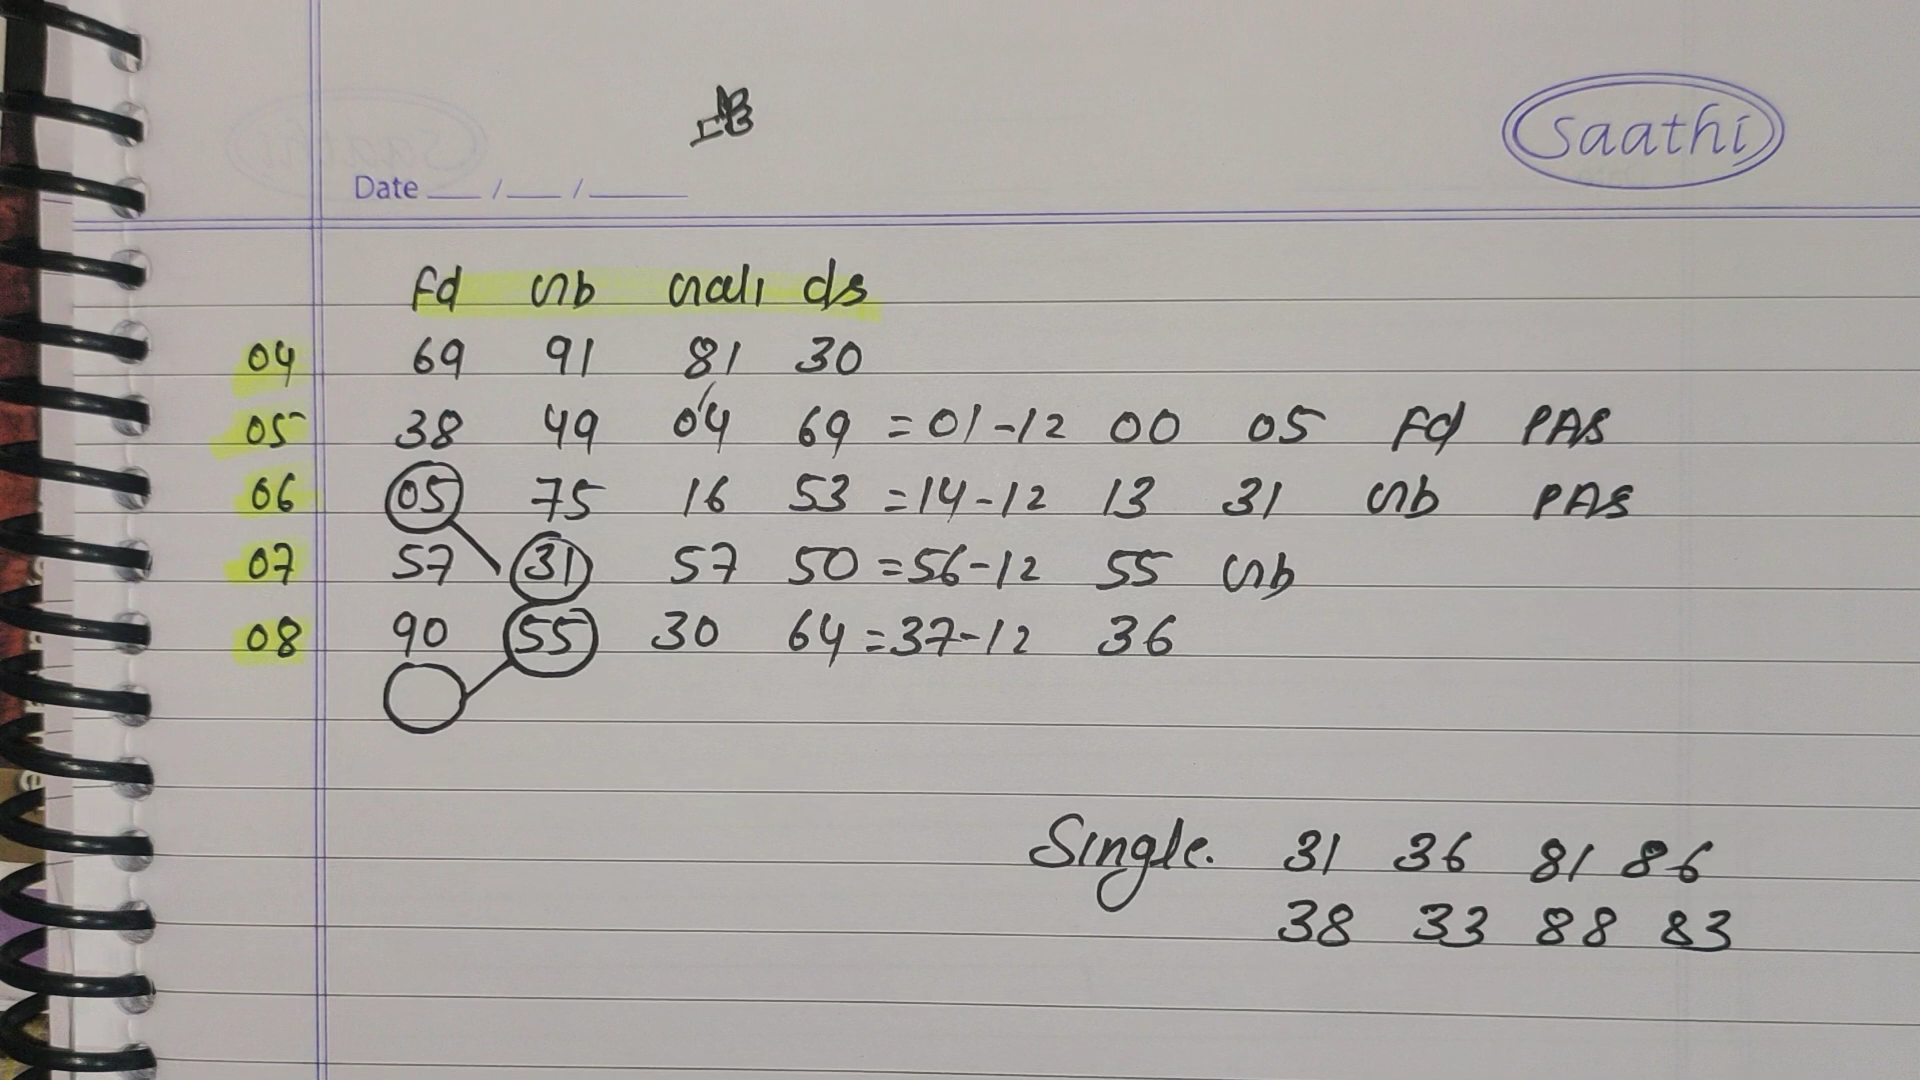 saathi
Date __/__/____
Fd Gb Gali ds
04 69 91 81 30
05 38 49 04 69 =01-12 00 05 Fd PAS
06 05 75 16 53 =14-12 13 31 Gb PAS
07 57 31 57 50 =56-12 55 Gb
08 90 55 30 64 =37-12 36
Single. 31 36 81 86
38 33 88 83